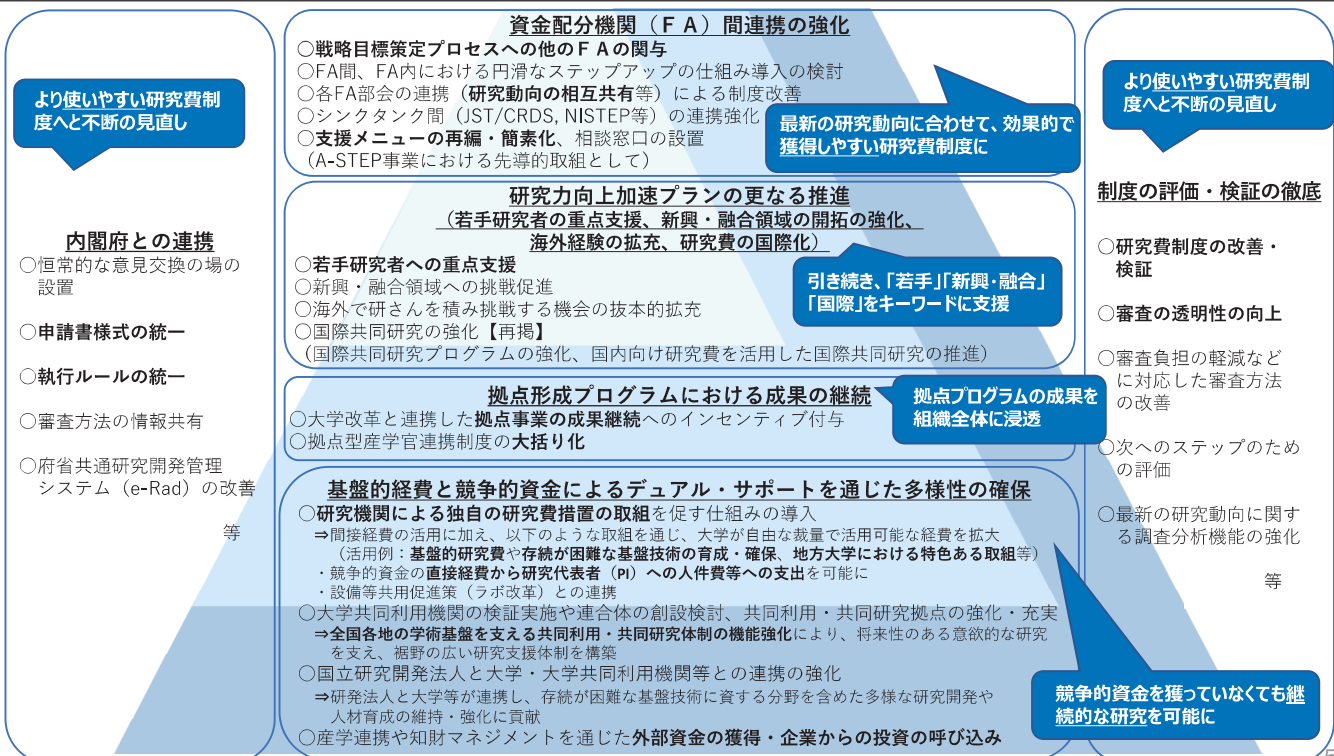 より使いやすい研究費制
度へと不断の見直し
内閣府との連携
○恒常的な意見交換の場の
設置
○申請書様式の統一
○執行ルールの統一
○審査方法の情報共有
○府省共通研究開発管理
システム（e-Rad）の改善
等
資金配分機関（ＦＡ）間連携の強化
○戦略目標策定プロセスへの他のＦＡの関与
○FA間、FA内における円滑なステップアップの仕組み導入の検討
○各FA部会の連携（研究動向の相互共有等）による制度改善
○シンクタンク間（JST/CRDS, NISTEP等）の連携強化
○支援メニューの再編・簡素化、相談窓口の設置
（A-STEP事業における先導的取組として）
最新の研究動向に合わせて、効果的で
獲得しやすい研究費制度に
研究力向上加速プランの更なる推進
（若手研究者の重点支援、新興・融合領域の開拓の強化、
海外経験の拡充、研究費の国際化）
○若手研究者への重点支援
○新興・融合領域への挑戦促進
○海外で研さんを積み挑戦する機会の抜本的拡充
○国際共同研究の強化【再掲】
（国際共同研究プログラムの強化、国内向け研究費を活用した国際共同研究の推進）
引き続き、「若手」「新興・融合」
「国際」をキーワードに支援
拠点形成プログラムにおける成果の継続
○大学改革と連携した拠点事業の成果継続へのインセンティブ付与
○拠点型産学官連携制度の大括り化
拠点プログラムの成果を
組織全体に浸透
基盤的経費と競争的資金によるデュアル・サポートを通じた多様性の確保
○研究機関による独自の研究費措置の取組を促す仕組みの導入
⇒間接経費の活用に加え、以下のような取組を通じ、大学が自由な裁量で活用可能な経費を拡大
（活用例：基盤的研究費や存続が困難な基盤技術の育成・確保、地方大学における特色ある取組等）
・競争的資金の直接経費から研究代表者（PI）への人件費等への支出を可能に
・設備等共用促進策（ラボ改革）との連携
○大学共同利用機関の検証実施や連合体の創設検討、共同利用・共同研究拠点の強化・充実
⇒全国各地の学術基盤を支える共同利用・共同研究体制の機能強化により、将来性のある意欲的な研究
を支え、裾野の広い研究支援体制を構築
○国立研究開発法人と大学・大学共同利用機関等との連携の強化
⇒研発法人と大学等が連携し、存続が困難な基盤技術に資する分野を含めた多様な研究開発や
人材育成の維持・強化に貢献
○産学連携や知財マネジメントを通じた外部資金の獲得・企業からの投資の呼び込み
競争的資金を獲っていなくても継
続的な研究を可能に
より使いやすい研究費制
度へと不断の見直し
制度の評価・検証の徹底
○研究費制度の改善・
検証
○審査の透明性の向上
○審査負担の軽減など
に対応した審査方法
の改善
○次へのステップのため
の評価
○最新の研究動向に関す
る調査分析機能の強化
等